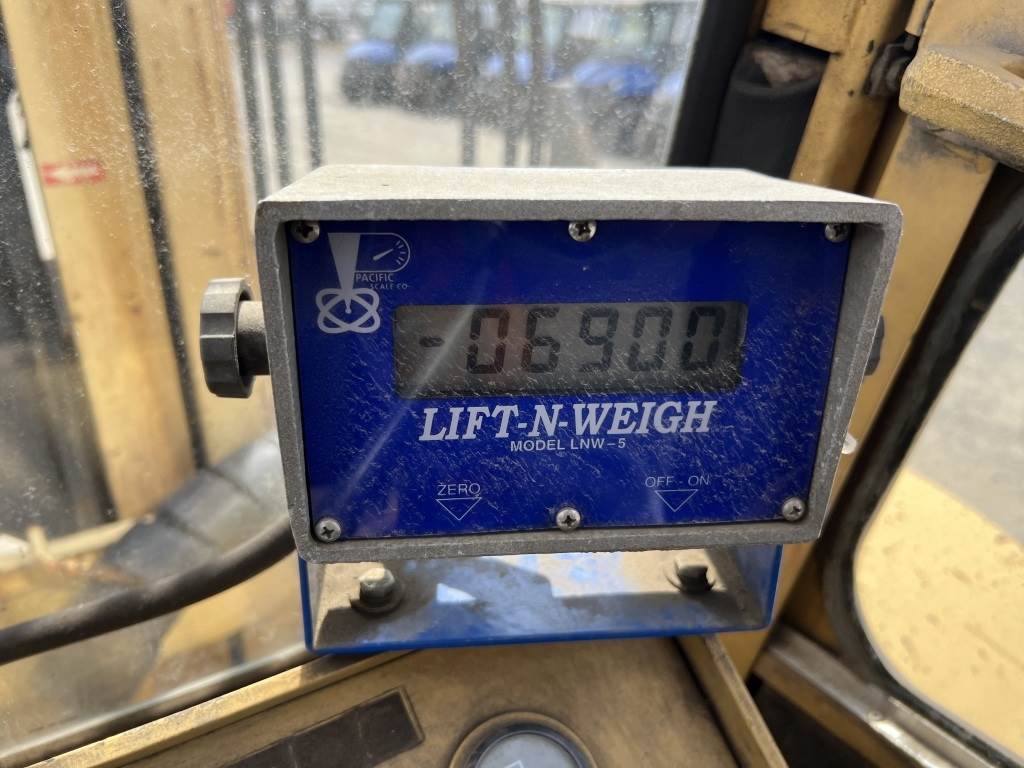 PACIFIC
SCALE CO
-06900
LIFT-N-WEIGH
MODEL LNW-5
ZERO
OFF - ON